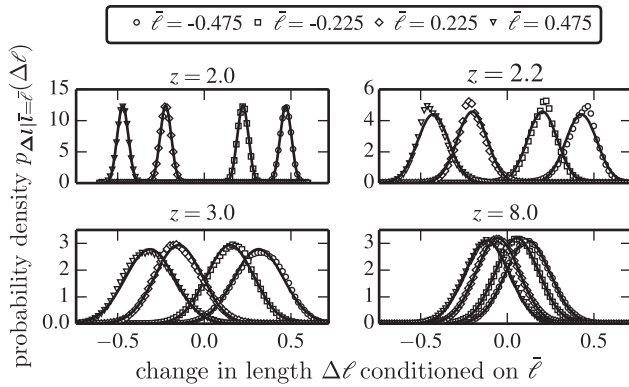 ℓ̄ = -0.475 ℓ̄ = -0.225 ℓ̄ = 0.225 ℓ̄ = 0.475
z = 2.0
z = 2.2
15
10
5
0
6
4
2
0
z = 3.0
z = 8.0
3
2
1
0.0
3
2
1
0
−0.5 0.0 0.5
−0.5 0.0 0.5
probability density p_{Δl|l̄=ℓ̄}(Δℓ)
change in length Δℓ conditioned on ℓ̄